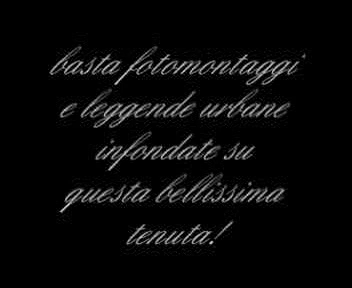 basta fotomontaggi
e leggende urbane
infondate su
questa bellissima
tenuta!